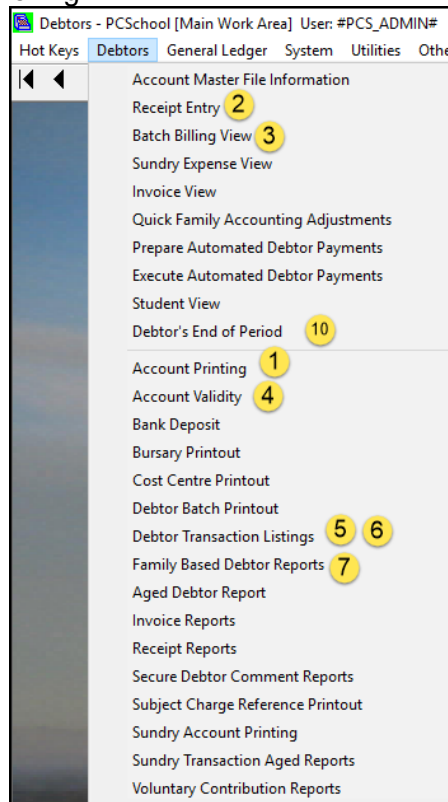 Debtors - PCSchool [Main Work Area] User: #PCS_ADMIN#
Hot Keys Debtors General Ledger System Utilities Othe
Account Master File Information
Receipt Entry 2
Batch Billing View 3
Sundry Expense View
Invoice View
Quick Family Accounting Adjustments
Prepare Automated Debtor Payments
Execute Automated Debtor Payments
Student View
Debtor's End of Period 10
Account Printing 1
Account Validity 4
Bank Deposit
Bursary Printout
Cost Centre Printout
Debtor Batch Printout
Debtor Transaction Listings 5 6
Family Based Debtor Reports 7
Aged Debtor Report
Invoice Reports
Receipt Reports
Secure Debtor Comment Reports
Subject Charge Reference Printout
Sundry Account Printing
Sundry Transaction Aged Reports
Voluntary Contribution Reports